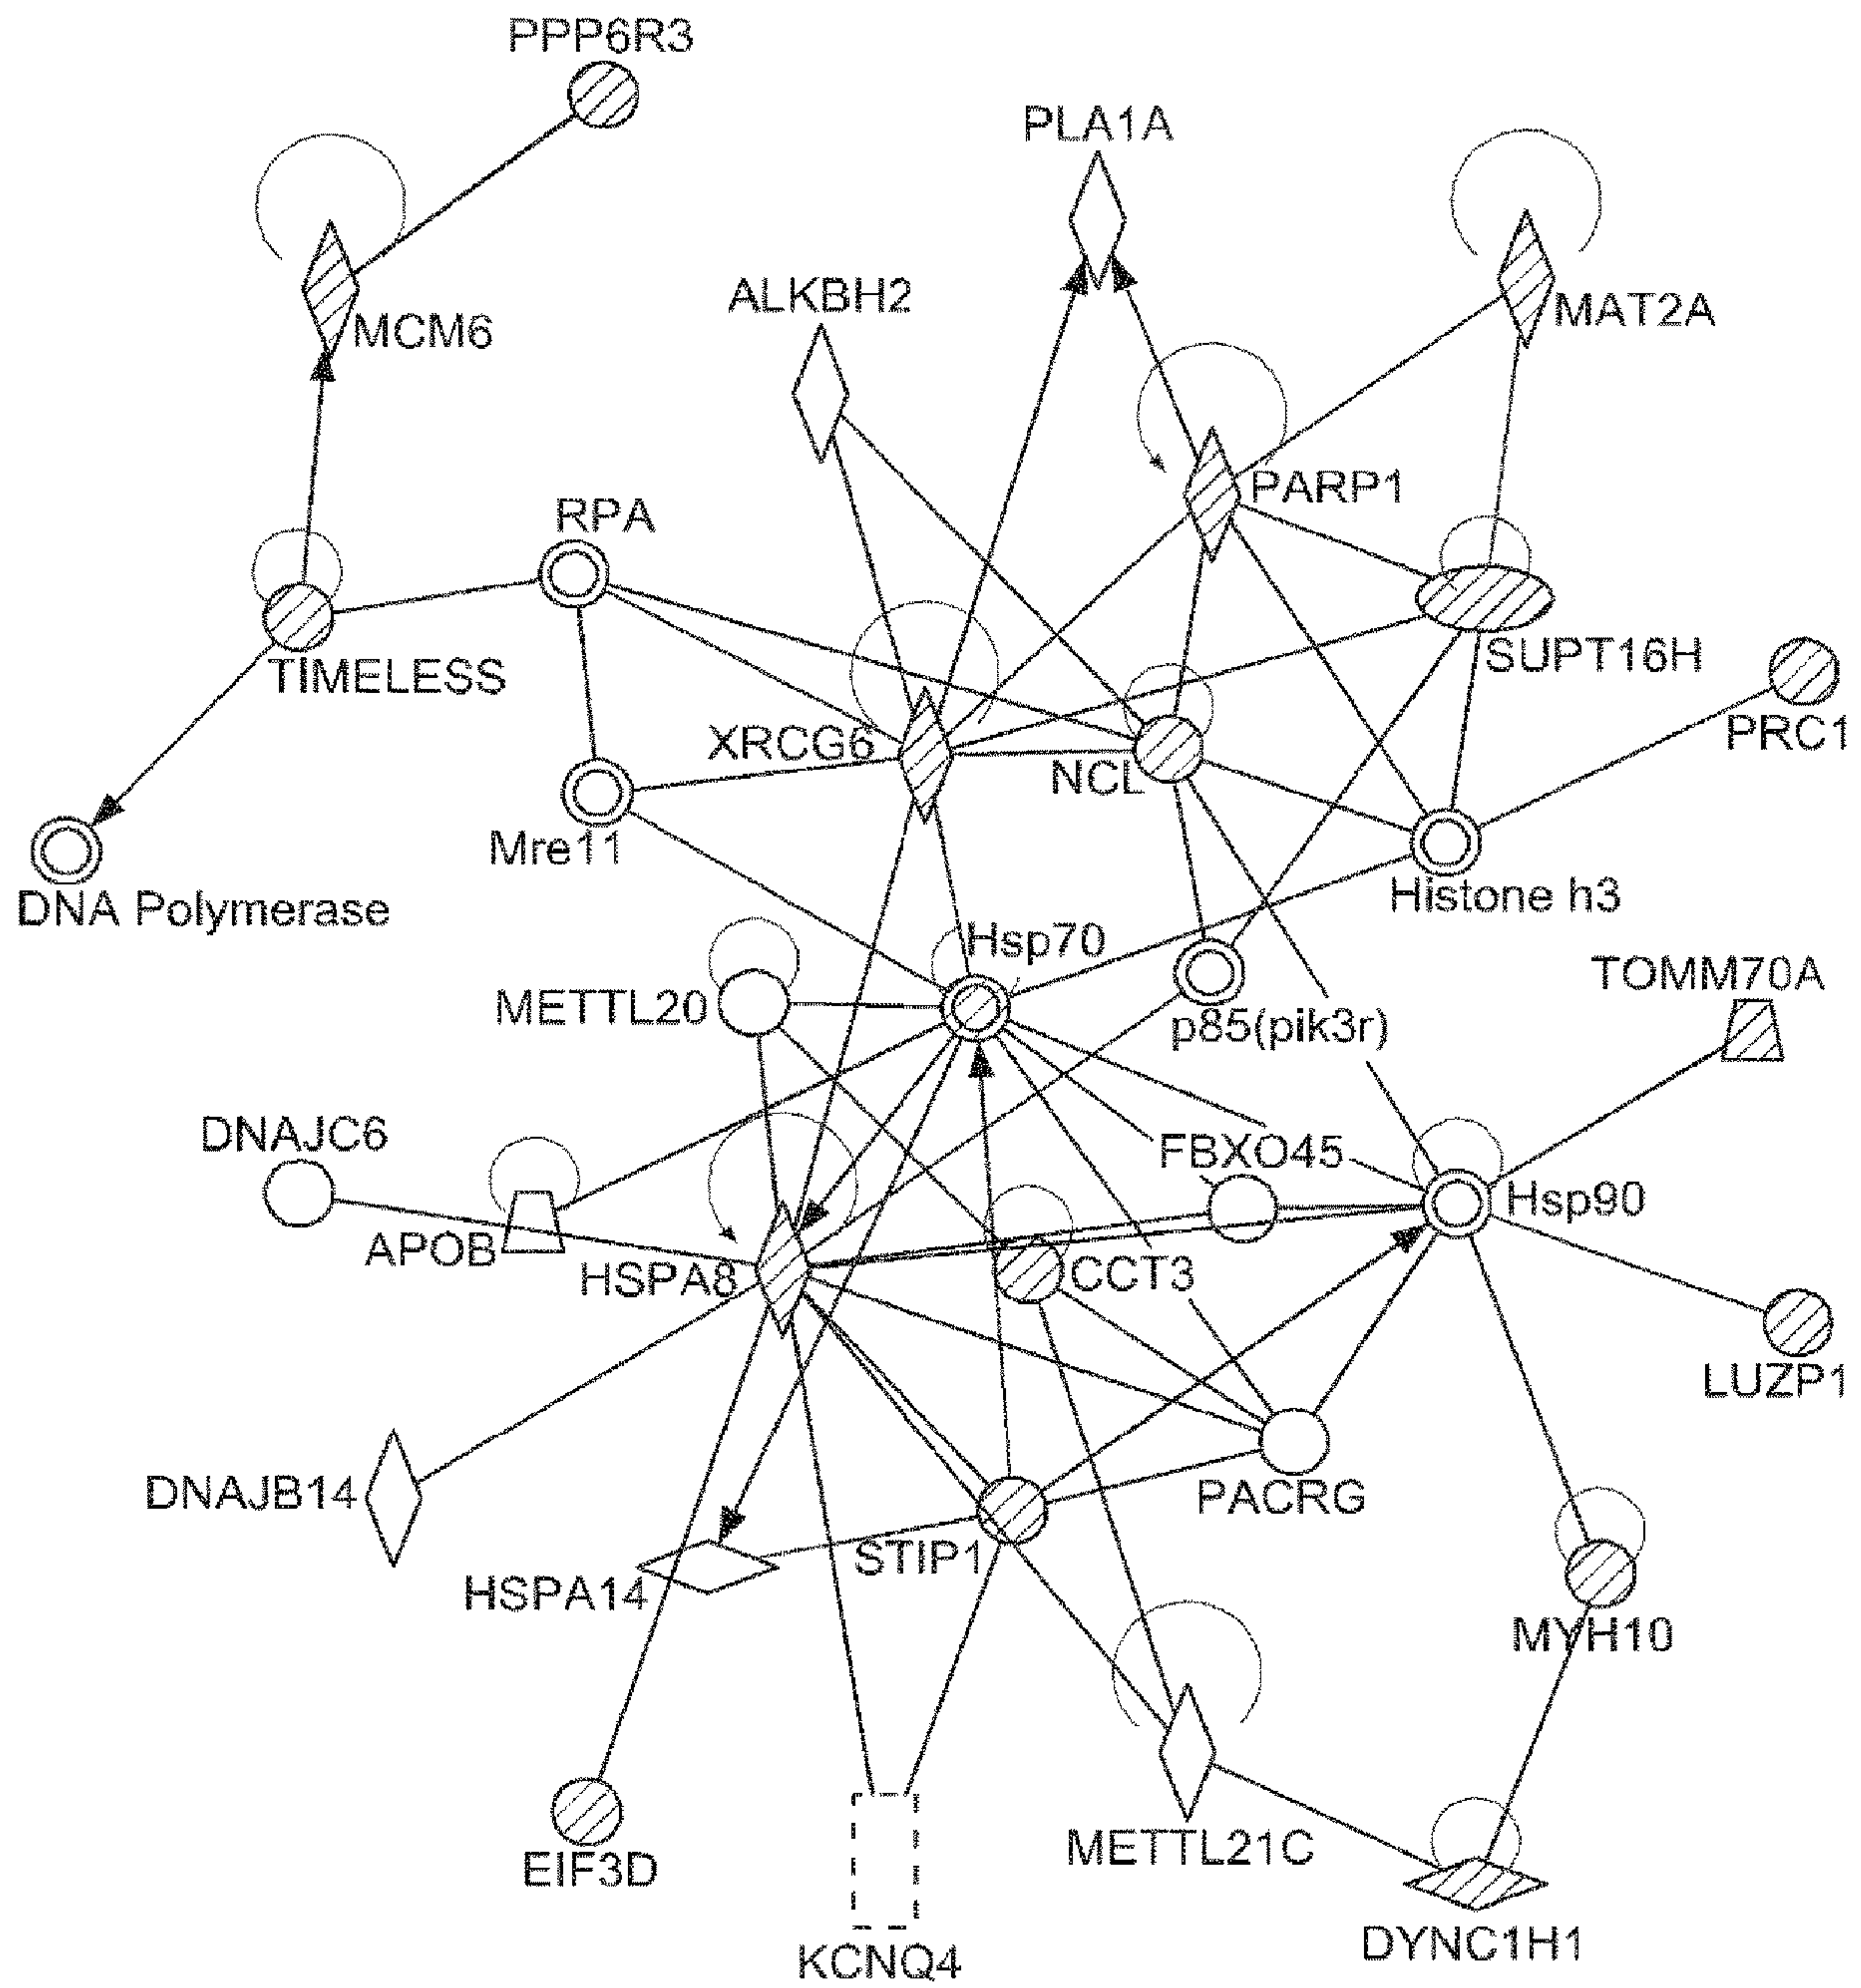 PPP6R3
PLA1A
ALKBH2
MAT2A
MCM6
PARP1
RPA
SUPT16H
TIMELESS
PRC1
XRCG6
NCL
Mre11
DNA Polymerase
Histone h3
Hsp70
TOMM70A
METTL20
p85(pik3r)
DNAJC6
FBXO45
Hsp90
APOB
HSPA8
CCT3
LUZP1
DNAJB14
PACRG
STIP1
HSPA14
MYH10
METTL21C
EIF3D
DYNC1H1
KCNQ4